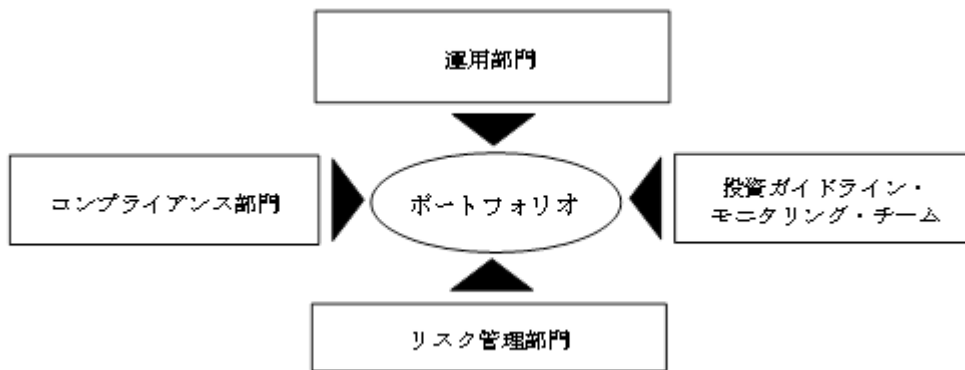 運用部門
コンプライアンス部門
ポートフォリオ
投資ガイドライン・
モニタリング・チーム
リスク管理部門